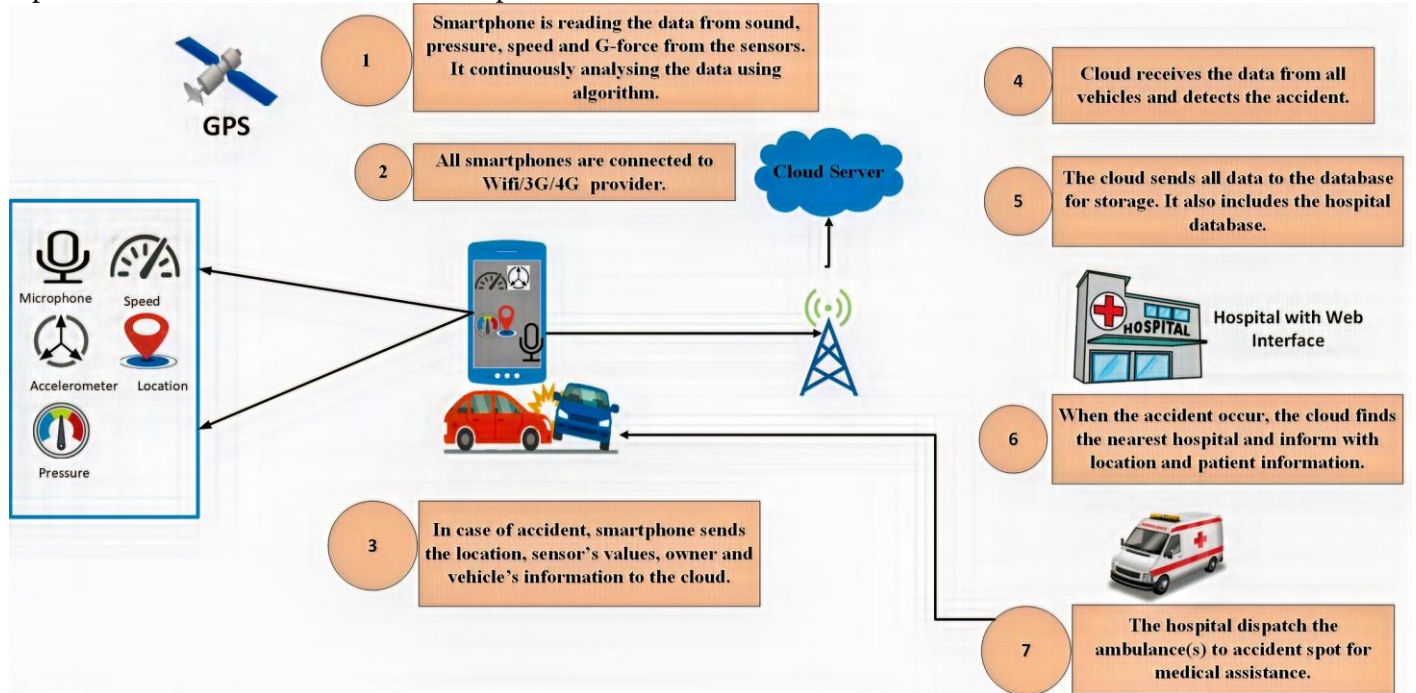 1
Smartphone is reading the data from sound,
pressure, speed and G-force from the sensors.
It continuously analysing the data using
algorithm.
GPS
2
All smartphones are connected to
Wifi/3G/4G provider.
Cloud Server
4
Cloud receives the data from all
vehicles and detects the accident.
5
The cloud sends all data to the database
for storage. It also includes the hospital
database.
Microphone
Speed
Accelerometer
Location
Pressure
HOSPITAL
Hospital with Web
Interface
6
When the accident occur, the cloud finds
the nearest hospital and inform with
location and patient information.
3
In case of accident, smartphone sends
the location, sensor's values, owner and
vehicle's information to the cloud.
AMBULANCE
7
The hospital dispatch the
ambulance(s) to accident spot for
medical assistance.